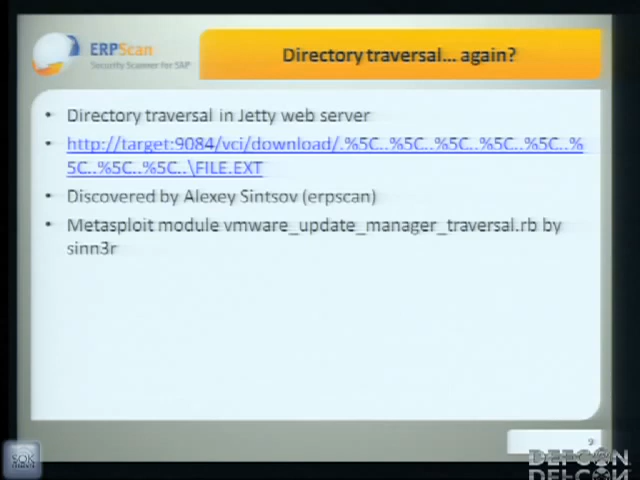 ERPScan
Security Scanner for SAP
Directory traversal... again?
• Directory traversal in Jetty web server
• http://target:9084/vci/download/.%5C..%5C..%5C..%5C..%5C..%
5C..%5C..%5C..\FILE.EXT
• Discovered by Alexey Sintsov (erpscan)
• Metasploit module vmware_update_manager_traversal.rb by
sinn3r
9
SOK
DEFCON